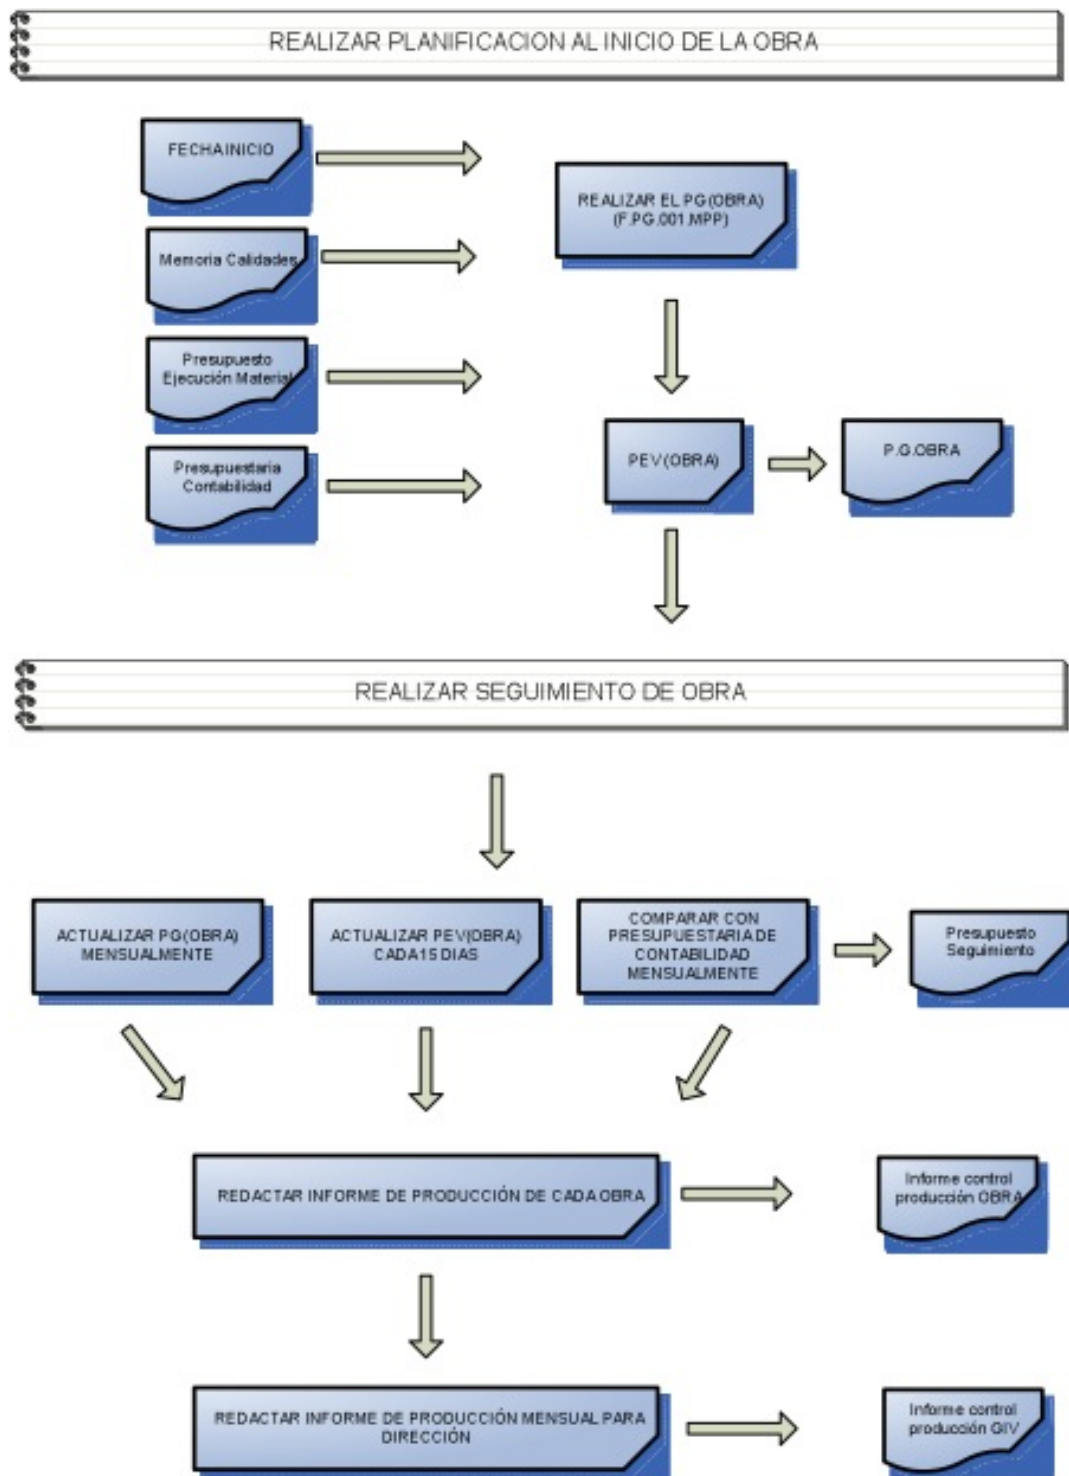 REALIZAR PLANIFICACION AL INICIO DE LA OBRA
FECHA INICIO
REALIZAR EL PG(OBRA)
(F.PG.001.MPP)
Memoria Calidades
Presupuesto
Ejecución Material
Presupuestaria
Contabilidad
PEV(OBRA)
P.G.OBRA
REALIZAR SEGUIMIENTO DE OBRA
ACTUALIZAR PG(OBRA)
MENSUALMENTE
ACTUALIZAR PEV(OBRA)
CADA 15 DIAS
COMPARAR CON
PRESUPUESTARIA DE
CONTABILIDAD
MENSUALMENTE
Presupuesto
Seguimiento
REDACTAR INFORME DE PRODUCCIÓN DE CADA OBRA
Informe control
producción OBRA
REDACTAR INFORME DE PRODUCCIÓN MENSUAL PARA
DIRECCIÓN
Informe control
producción GIV